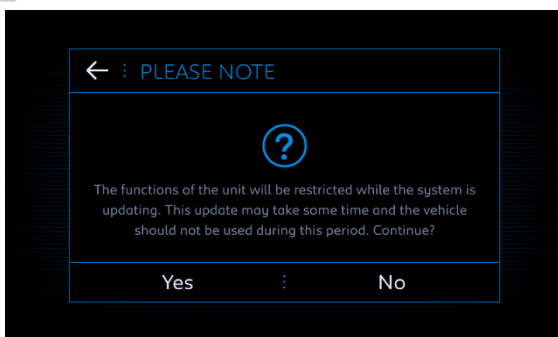 PLEASE NOTE
?
The functions of the unit will be restricted while the system is
updating. This update may take some time and the vehicle
should not be used during this period. Continue?
Yes
No